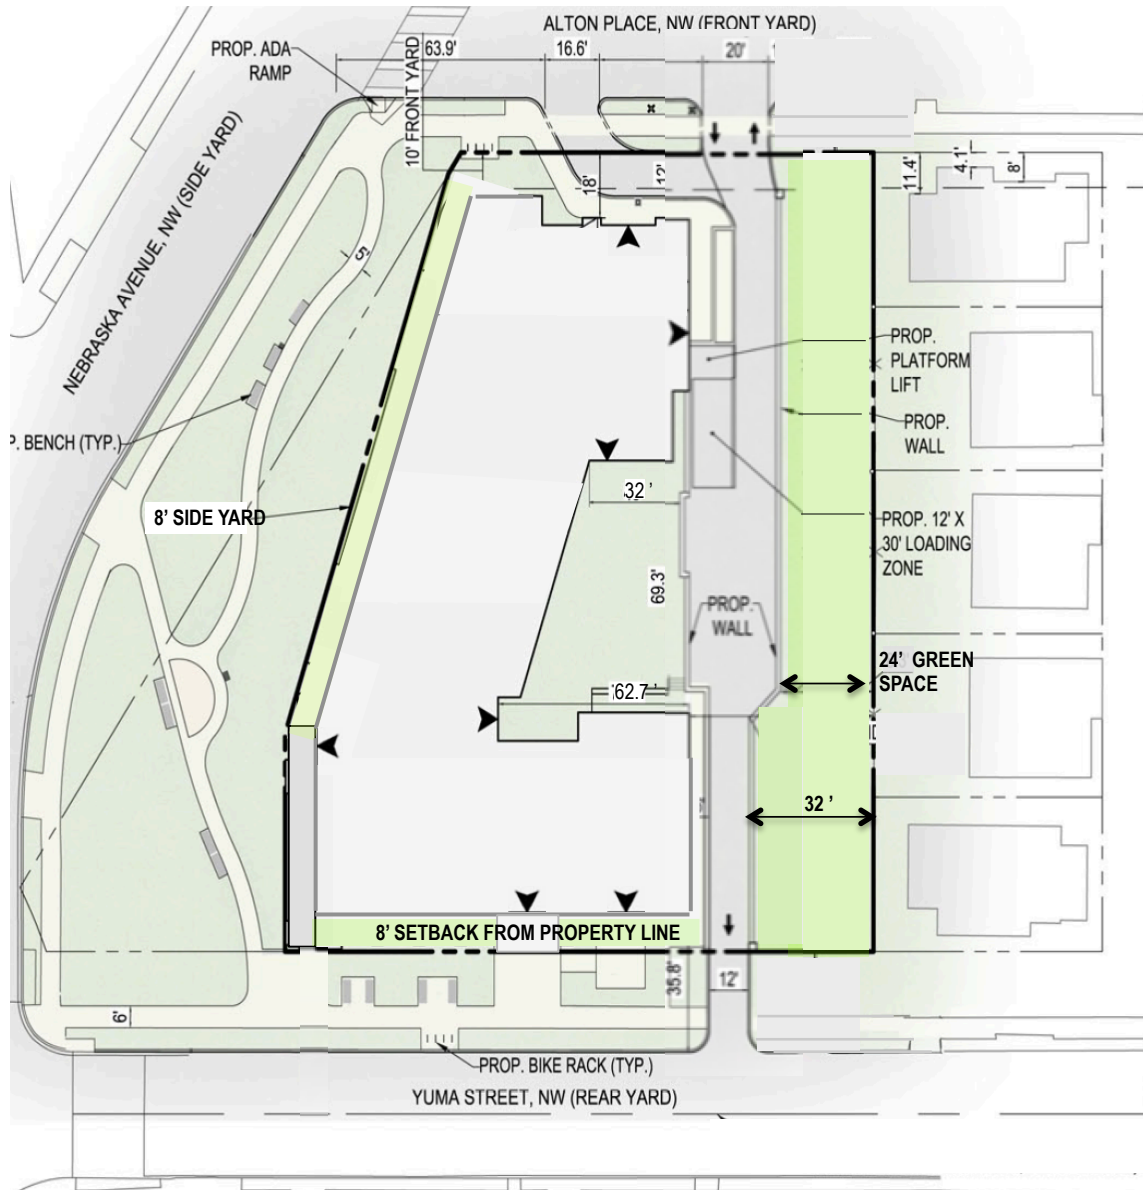 ALTON PLACE, NW (FRONT YARD)
PROP. ADA
RAMP
63.9'
16.6'
20'
10' FRONT YARD
NEBRASKA AVENUE, NW (SIDE YARD)
18'
12'
11.4'
4.1'
8'
5'
PROP.
PLATFORM
LIFT
PROP.
WALL
P. BENCH (TYP.)
32 '
8' SIDE YARD
PROP. 12' X
30' LOADING
ZONE
69.3'
PROP.
WALL
24' GREEN
SPACE
62.7 '
32 '
8' SETBACK FROM PROPERTY LINE
35.8'
12'
6'
PROP. BIKE RACK (TYP.)
YUMA STREET, NW (REAR YARD)